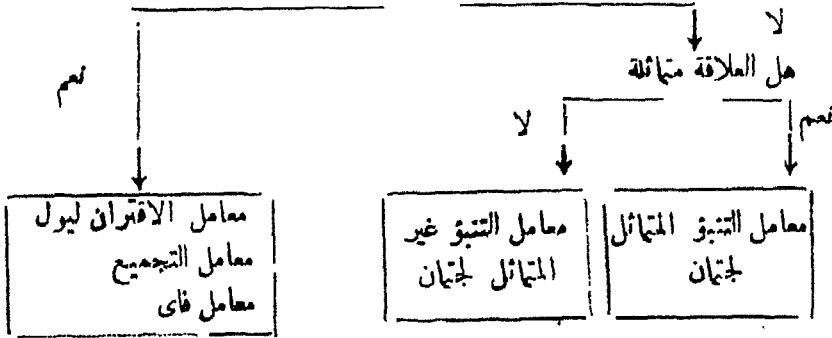 لا
هل العلاقة متماثلة
نعم
نعم
لا
معامل التنبؤ المتماثل
لجتمان
معامل التنبؤ غير
المتماثل لجتمان
معامل الاقتران ليول
معامل التجميع
معامل فاى